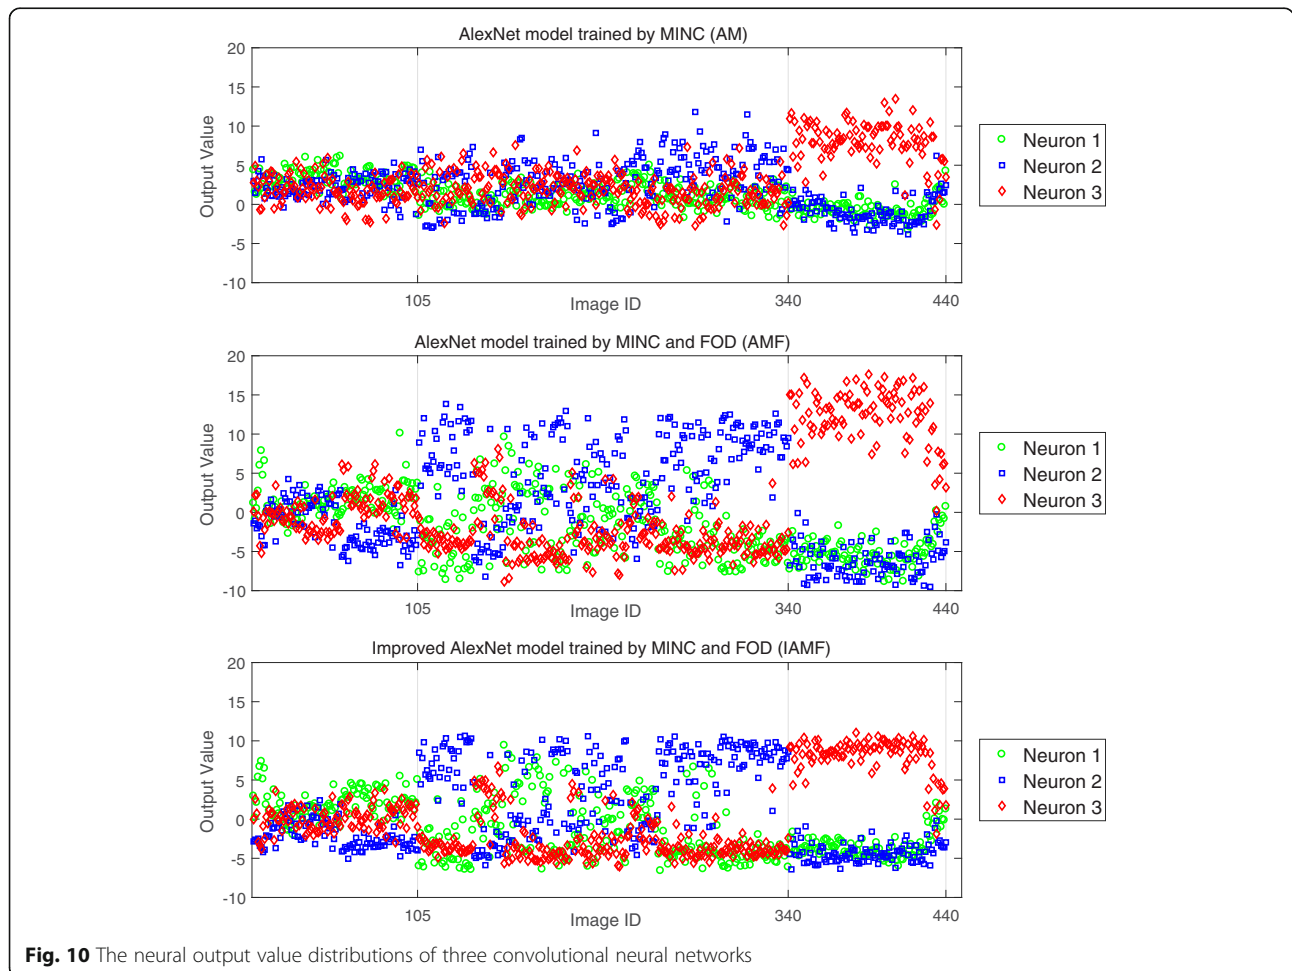 AlexNet model trained by MINC (AM)
20
15
10
5
0
-5
-10
Output Value
105
340
440
Image ID
Neuron 1
Neuron 2
Neuron 3
AlexNet model trained by MINC and FOD (AMF)
20
15
10
5
0
-5
-10
Output Value
105
340
440
Image ID
Neuron 1
Neuron 2
Neuron 3
Improved AlexNet model trained by MINC and FOD (IAMF)
20
15
10
5
0
-5
-10
Output Value
105
340
440
Image ID
Neuron 1
Neuron 2
Neuron 3
Fig. 10 The neural output value distributions of three convolutional neural networks